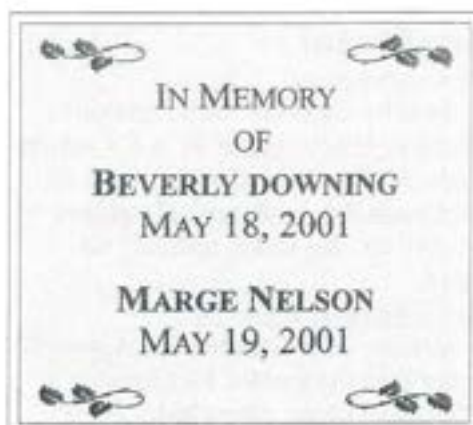 IN MEMORY
OF
BEVERLY DOWNING
MAY 18, 2001
MARGE NELSON
MAY 19, 2001